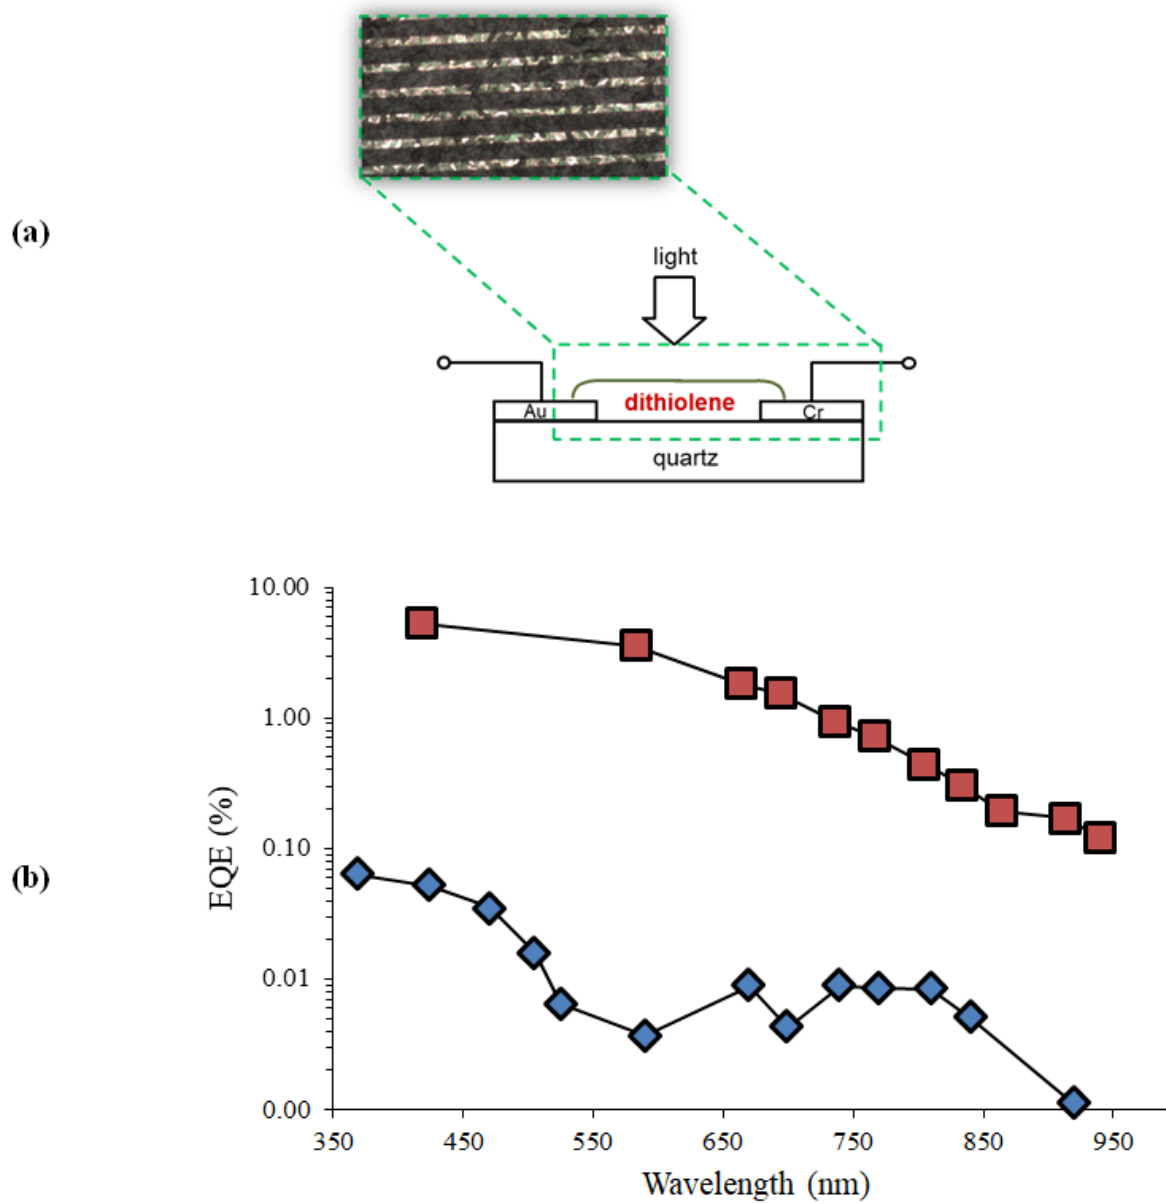 (a)
light
Au
dithiolene
Cr
quartz
(b)
EQE (%)
10.00
1.00
0.10
0.01
0.00
350 450 550 650 750 850 950
Wavelength (nm)